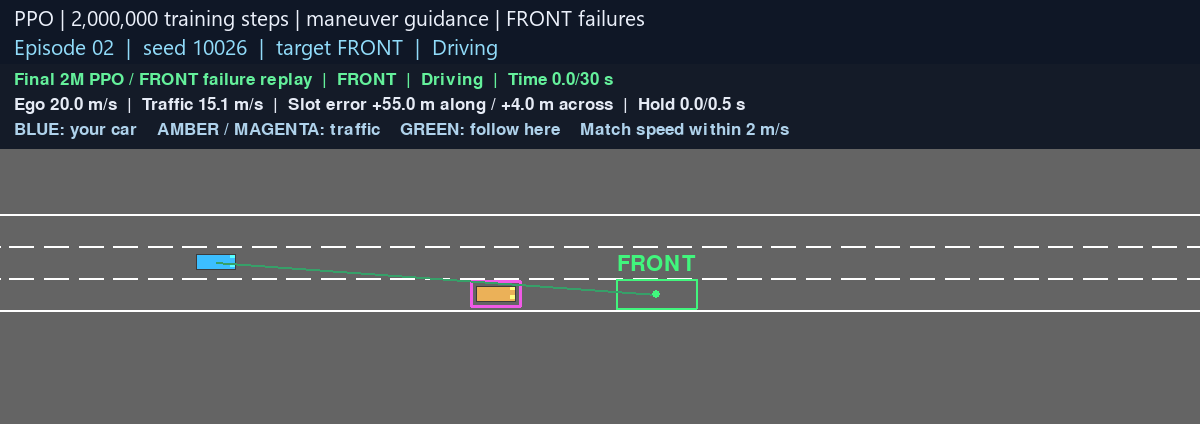 PPO | 2,000,000 training steps | maneuver guidance | FRONT failures
Episode 02 | seed 10026 | target FRONT | Driving
Final 2M PPO / FRONT failure replay | FRONT | Driving | Time 0.0/30 s
Ego 20.0 m/s | Traffic 15.1 m/s | Slot error +55.0 m along / +4.0 m across | Hold 0.0/0.5 s
BLUE: your car AMBER / MAGENTA: traffic GREEN: follow here Match speed within 2 m/s
FRONT